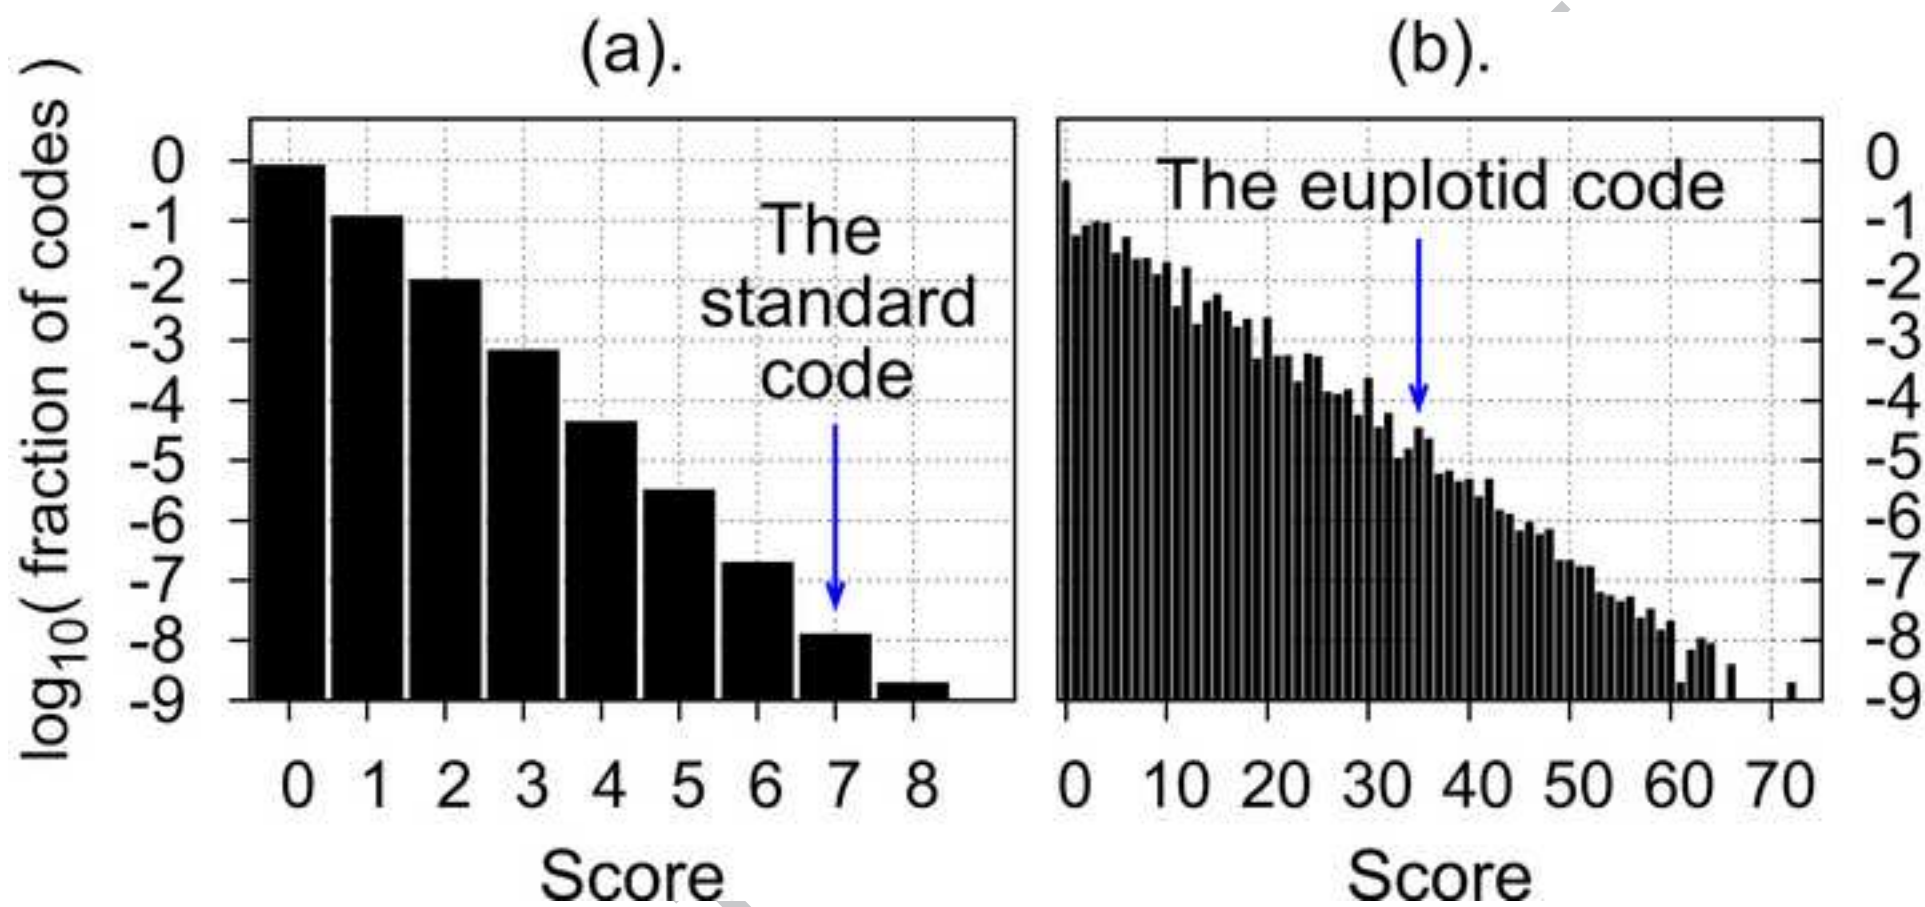 (a).
log10( fraction of codes )
0
-1
-2
-3
-4
-5
-6
-7
-8
-9
The
standard
code
0 1 2 3 4 5 6 7 8
Score
(b).
The euplotid code
0
-1
-2
-3
-4
-5
-6
-7
-8
-9
0 10 20 30 40 50 60 70
Score